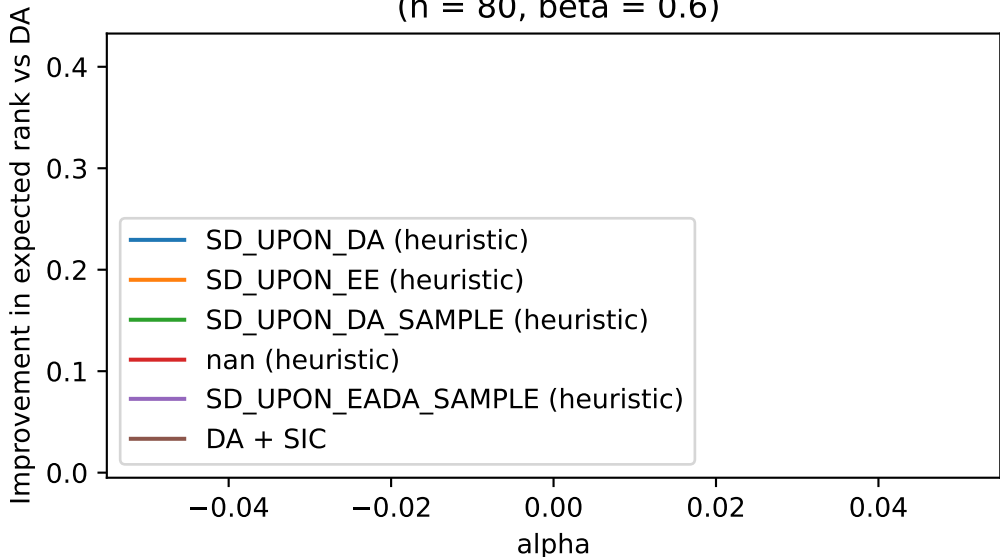 (n = 80, beta = 0.6)
Improvement in expected rank vs DA
0.4
0.3
0.2
0.1
0.0
SD_UPON_DA (heuristic)
SD_UPON_EE (heuristic)
SD_UPON_DA_SAMPLE (heuristic)
nan (heuristic)
SD_UPON_EADA_SAMPLE (heuristic)
DA + SIC
−0.04 −0.02 0.00 0.02 0.04
alpha